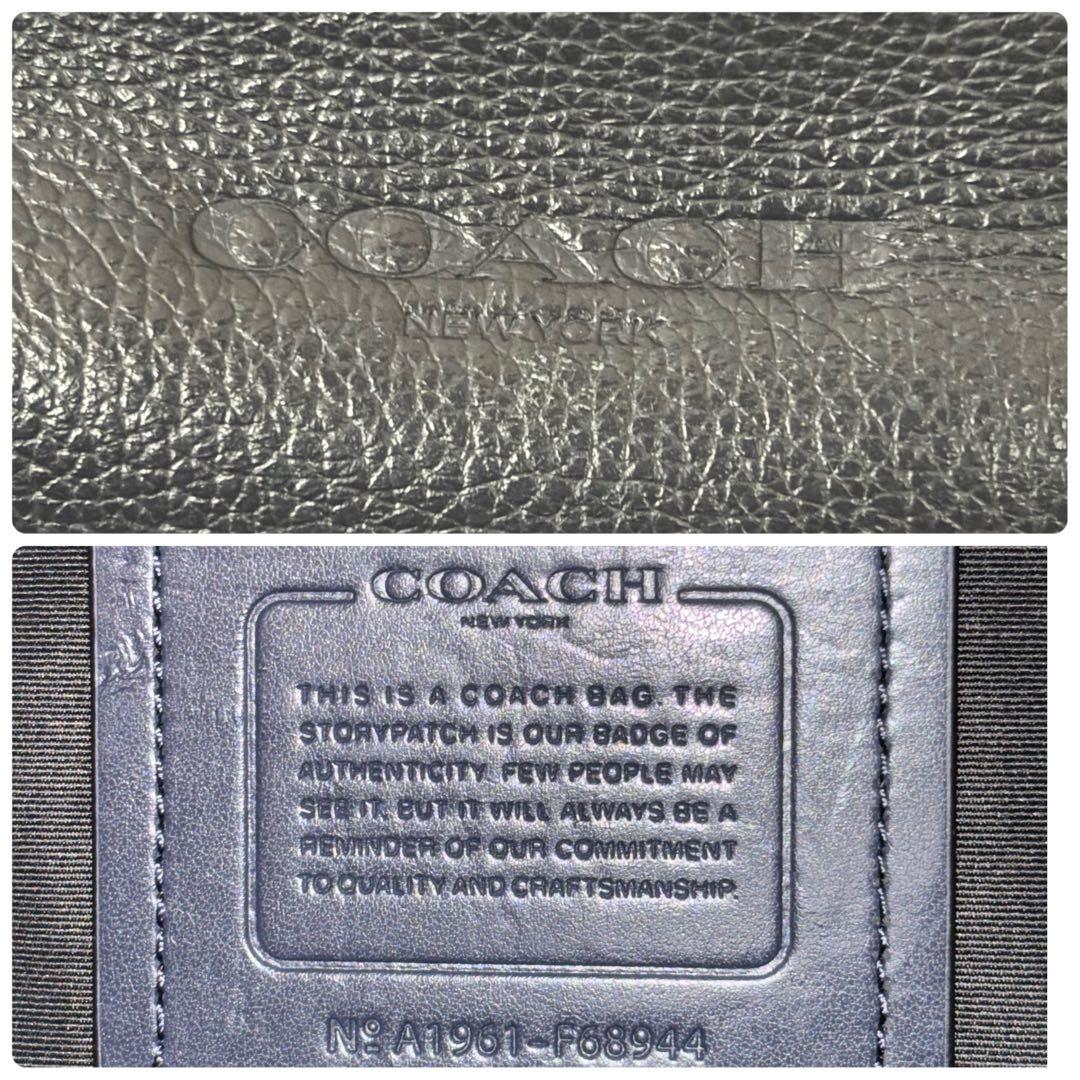 COACH
NEW YORK
COACH
NEW YORK
THIS IS A COACH BAG. THE
STORYPATCH IS OUR BADGE OF
AUTHENTICITY. FEW PEOPLE MAY
SEE IT, BUT IT WILL ALWAYS BE A
REMINDER OF OUR COMMITMENT
TO QUALITY AND CRAFTSMANSHIP.
Nº A1961-F68944